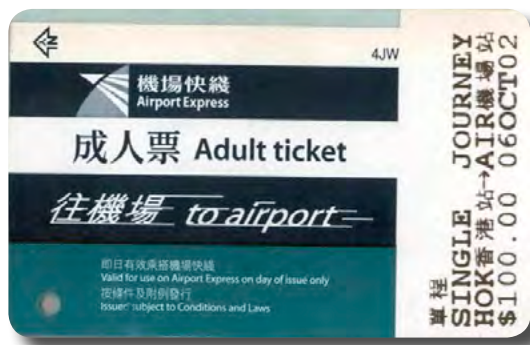 IN
4JW
機場快綫
Airport Express
成人票 Adult ticket
往機場 to airport
即日有效乘搭機場快綫
Valid for use on Airport Express on day of issue only
按條件及附例發行
Issued subject to Conditions and Laws
單程
SINGLE JOURNEY
HOK香港站→AIR機場站
$100.00 06OCT02